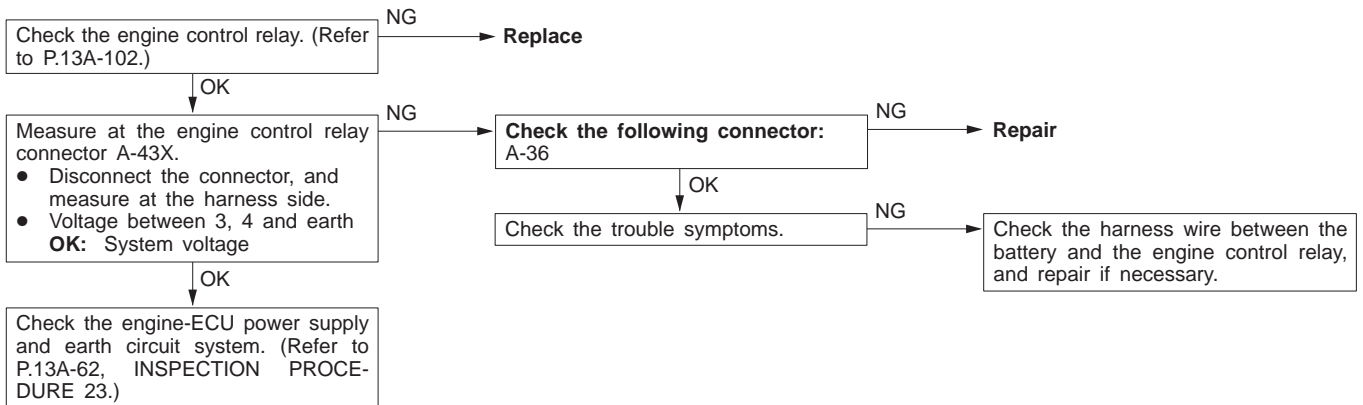 Check the engine control relay. (Refer
to P.13A-102.)
NG
Replace
OK
Measure at the engine control relay
connector A-43X.
● Disconnect the connector, and
measure at the harness side.
● Voltage between 3, 4 and earth
OK: System voltage
NG
Check the following connector:
A-36
NG
Repair
OK
Check the trouble symptoms.
NG
Check the harness wire between the
battery and the engine control relay,
and repair if necessary.
OK
Check the engine-ECU power supply
and earth circuit system. (Refer to
P.13A-62, INSPECTION PROCE-
DURE 23.)